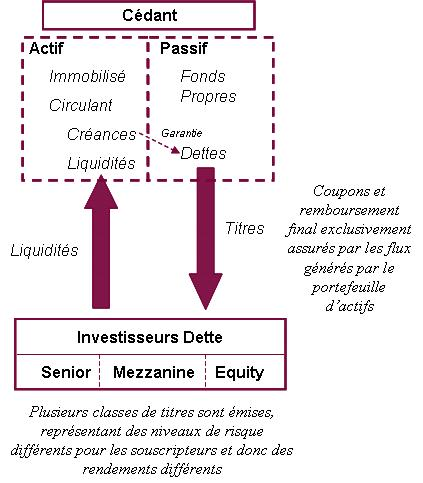 Cédant
Actif
Passif
Immobilisé
Circulant
Créances
Liquidités
Fonds
Propres
Garantie
Dettes
Liquidités
Titres
Coupons et
remboursement
final exclusivement
assurés par les flux
générés par le
portefeuille
d'actifs
Investisseurs Dette
Senior Mezzanine Equity
Plusieurs classes de titres sont émises,
représentant des niveaux de risque
différents pour les souscripteurs et donc des
rendements différents